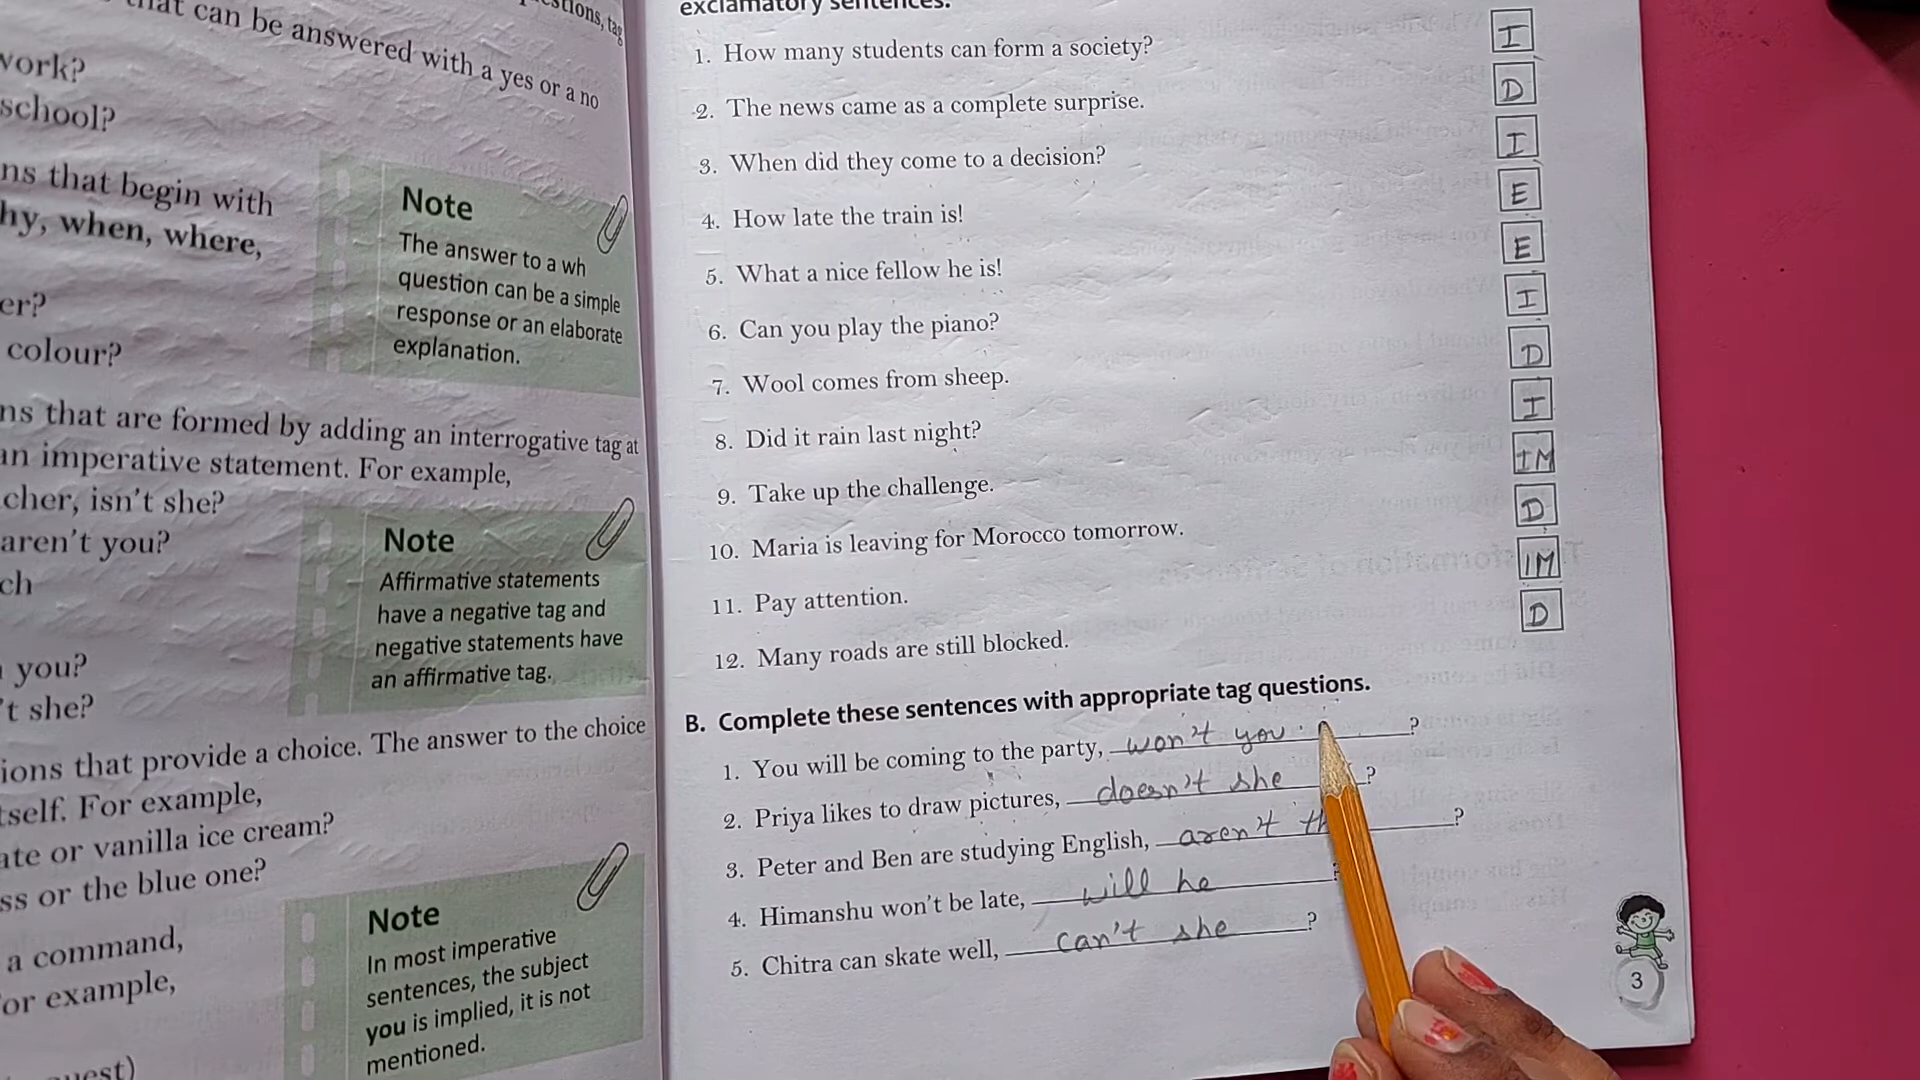 that can be answered with a yes or a no
work?
school?
that begin with
why, when, where,
Note
The answer to a wh
question can be a simple
response or an elaborate
explanation.
colour?
that are formed by adding an interrogative tag at
an imperative statement. For example,
isn't she?
aren't you?
Note
Affirmative statements
have a negative tag and
negative statements have
an affirmative tag.
you?
she?
that provide a choice. The answer to the choice
itself. For example,
or vanilla ice cream?
or the blue one?
Note
In most imperative
sentences, the subject
you is implied, it is not
mentioned.
a command,
For example,
exclamatory sentences.
1. How many students can form a society? I
2. The news came as a complete surprise. D
3. When did they come to a decision? I
4. How late the train is! E
5. What a nice fellow he is! E
6. Can you play the piano? I
7. Wool comes from sheep. D
8. Did it rain last night? I
9. Take up the challenge. IM
10. Maria is leaving for Morocco tomorrow. D
11. Pay attention. IM
12. Many roads are still blocked. D
B. Complete these sentences with appropriate tag questions.
1. You will be coming to the party, won't you ?
2. Priya likes to draw pictures, doesn't she ?
3. Peter and Ben are studying English, aren't ?
4. Himanshu won't be late, will he ?
5. Chitra can skate well, can't she ?
3